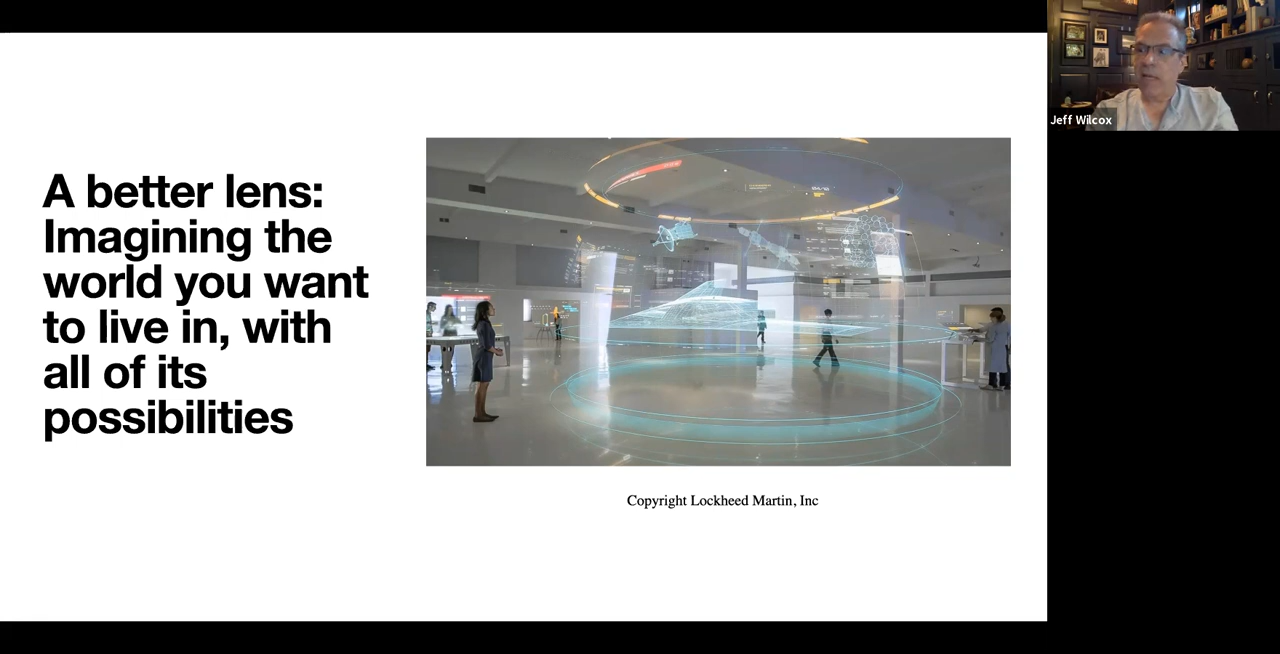 A better lens:
Imagining the
world you want
to live in, with
all of its
possibilities
Copyright Lockheed Martin, Inc
Jeff Wilcox